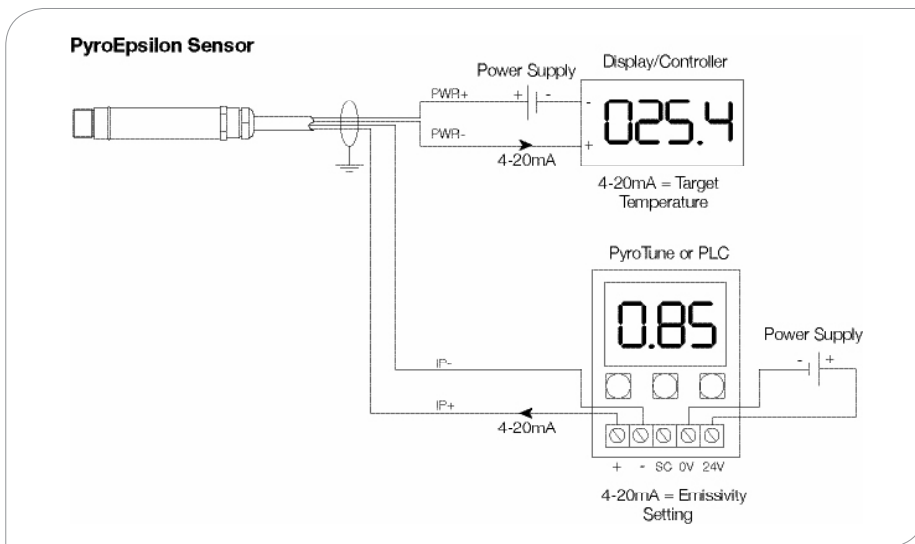 PyroEpsilon Sensor
Power Supply
Display/Controller
PWR+
+ -
-
025.4
PWR-
+
4-20mA
4-20mA = Target
Temperature
PyroTune or PLC
0.85
Power Supply
- +
IP-
IP+
4-20mA
+ - SC 0V 24V
4-20mA = Emissivity
Setting